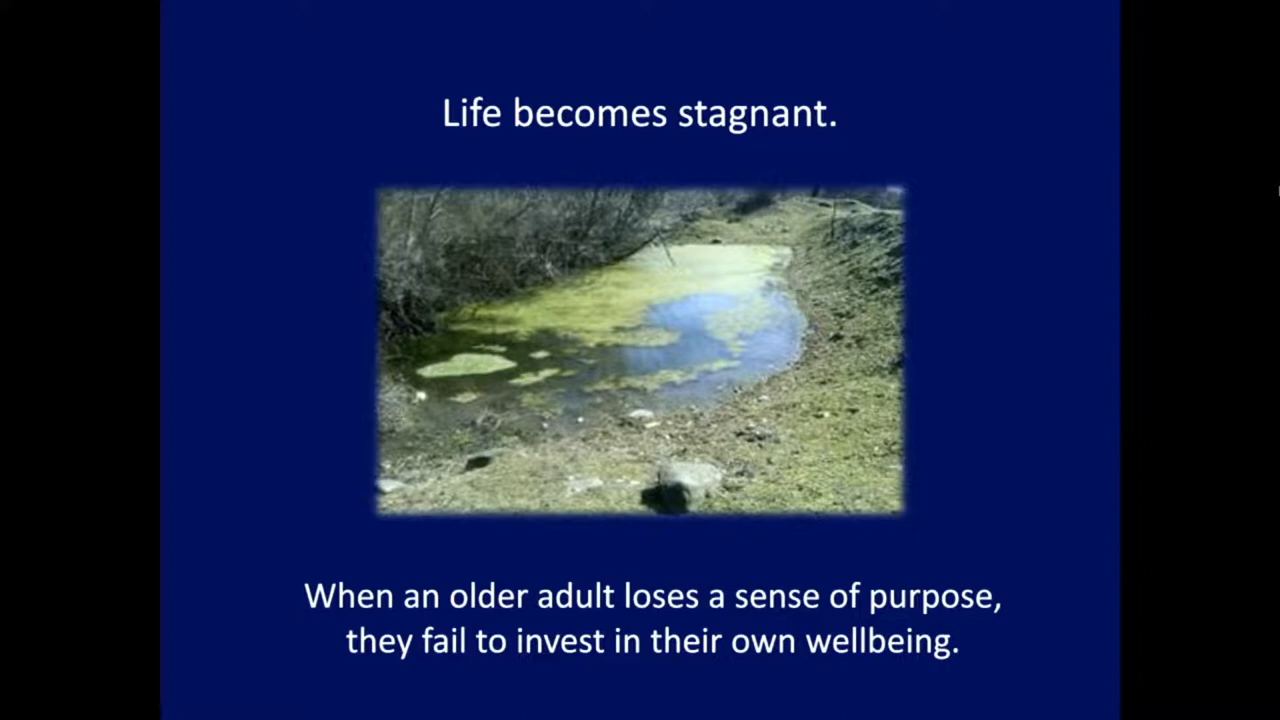 Life becomes stagnant.
When an older adult loses a sense of purpose,
they fail to invest in their own wellbeing.